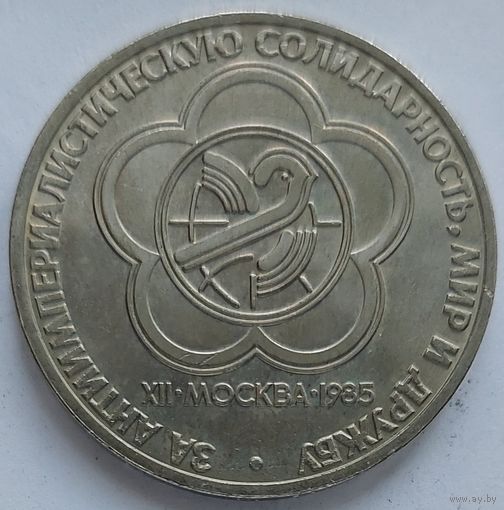 ЗА АНТИИМПЕРИАЛИСТИЧЕСКУЮ СОЛИДАРНОСТЬ, МИР И ДРУЖБУ
XII·МОСКВА·1985
www.ay.by